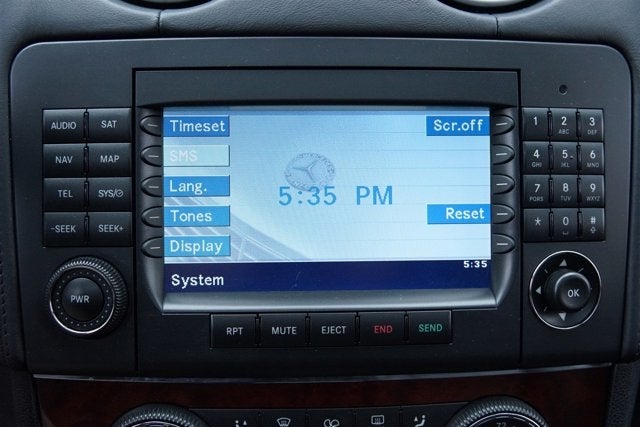 AUDIO SAT
NAV MAP
TEL SYS/
-SEEK SEEK+
PWR
Timeset
SMS
Lang.
Tones
Display
5:35 PM
Scr.off
Reset
5:35
System
1 2 ABC 3 DEF
4 GHI 5 JKL 6 MNO
7 PQRS 8 TUV 9 WXYZ
* 0 #
OK
RPT MUTE EJECT END SEND
72